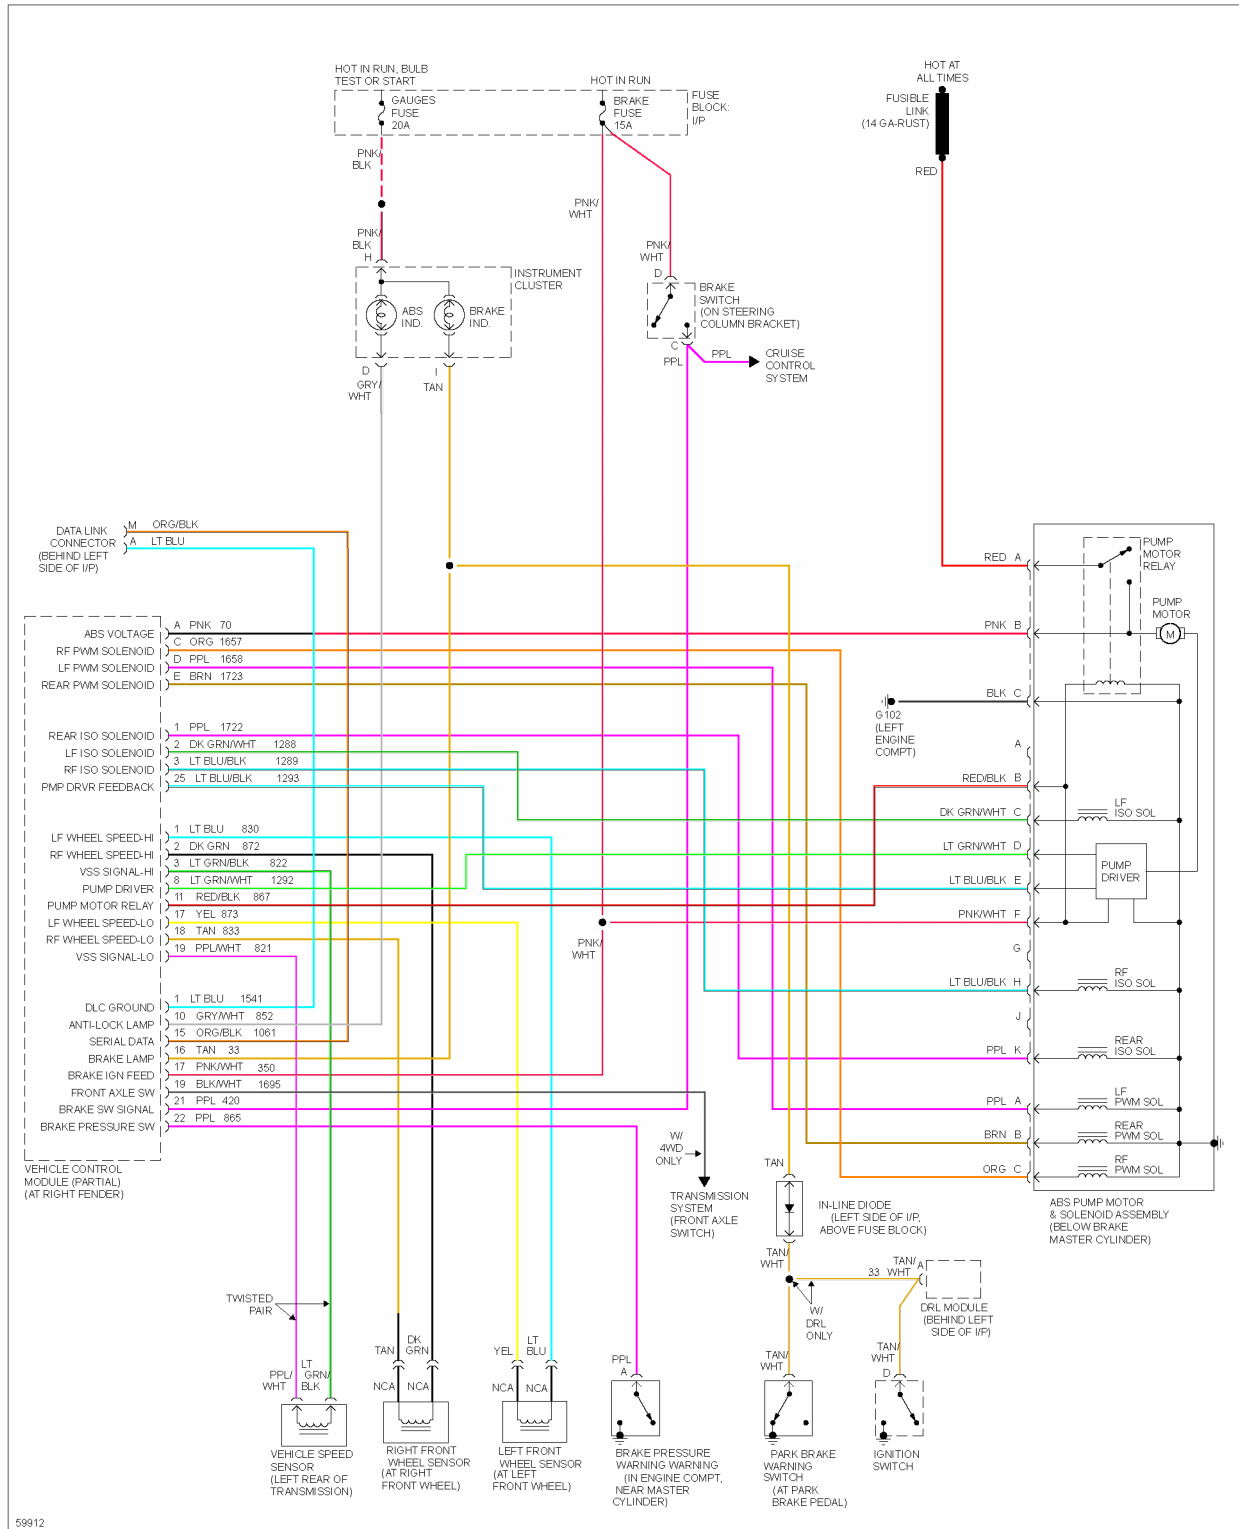 HOT IN RUN, BULB
TEST OR START
HOT IN RUN
HOT AT
ALL TIMES
GAUGES
FUSE
20A
BRAKE
FUSE
15A
FUSE
BLOCK:
I/P
FUSIBLE
LINK
(14 GA-RUST)
PNK/
BLK
RED
PNK/
WHT
PNK/
BLK
H
PNK/
WHT
D
INSTRUMENT
CLUSTER
ABS
IND.
BRAKE
IND.
BRAKE
SWITCH
(ON STEERING
COLUMN BRACKET)
C
PPL
PPL
CRUISE
CONTROL
SYSTEM
D
GRY/
WHT
I
TAN
DATA LINK
CONNECTOR
(BEHIND LEFT
SIDE OF I/P)
M ORG/BLK
A LT BLU
RED A
PUMP
MOTOR
RELAY
PNK B
PUMP
MOTOR
M
BLK C
G102
(LEFT
ENGINE
COMPT)
A
RED/BLK B
DK GRN/WHT C
LF
ISO SOL
LT GRN/WHT D
PUMP
DRIVER
LT BLU/BLK E
PNK/WHT F
G
LT BLU/BLK H
RF
ISO SOL
J
PPL K
REAR
ISO SOL
PPL A
LF
PWM SOL
BRN B
REAR
PWM SOL
ORG C
RF
PWM SOL
ABS PUMP MOTOR
& SOLENOID ASSEMBLY
(BELOW BRAKE
MASTER CYLINDER)
ABS VOLTAGE A PNK 70
RF PWM SOLENOID C ORG 1657
LF PWM SOLENOID D PPL 1658
REAR PWM SOLENOID E BRN 1723
REAR ISO SOLENOID 1 PPL 1722
LF ISO SOLENOID 2 DK GRN/WHT 1288
RF ISO SOLENOID 3 LT BLU/BLK 1289
PMP DRVR FEEDBACK 25 LT BLU/BLK 1293
LF WHEEL SPEED-HI 1 LT BLU 830
RF WHEEL SPEED-HI 2 DK GRN 872
VSS SIGNAL-HI 3 LT GRN/BLK 822
PUMP DRIVER 8 LT GRN/WHT 1292
PUMP MOTOR RELAY 11 RED/BLK 867
LF WHEEL SPEED-LO 17 YEL 873
RF WHEEL SPEED-LO 18 TAN 833
VSS SIGNAL-LO 19 PPL/WHT 821
DLC GROUND 1 LT BLU 1541
ANTI-LOCK LAMP 10 GRY/WHT 852
SERIAL DATA 15 ORG/BLK 1061
BRAKE LAMP 16 TAN 33
BRAKE IGN FEED 17 PNK/WHT 350
FRONT AXLE SW 19 BLK/WHT 1695
BRAKE SW SIGNAL 21 PPL 420
BRAKE PRESSURE SW 22 PPL 865
VEHICLE CONTROL
MODULE (PARTIAL)
(AT RIGHT FENDER)
PNK/
WHT
W/
4WD
ONLY
TRANSMISSION
SYSTEM
(FRONT AXLE
SWITCH)
TAN
IN-LINE DIODE
(LEFT SIDE OF I/P,
ABOVE FUSE BLOCK)
TAN/
WHT
33
TAN/
WHT
A
W/
DRL
ONLY
DRL MODULE
(BEHIND LEFT
SIDE OF I/P)
TWISTED
PAIR
PPL/
WHT
LT
GRN/
BLK
TAN
DK
GRN
NCA
NCA
YEL
LT
BLU
NCA
NCA
PPL
A
TAN/
WHT
TAN/
WHT
D
VEHICLE SPEED
SENSOR
(LEFT REAR OF
TRANSMISSION)
RIGHT FRONT
WHEEL SENSOR
(AT RIGHT
FRONT WHEEL)
LEFT FRONT
WHEEL SENSOR
(AT LEFT
FRONT WHEEL)
BRAKE PRESSURE
WARNING WARNING
(IN ENGINE COMPT,
NEAR MASTER
CYLINDER)
PARK BRAKE
WARNING
SWITCH
(AT PARK
BRAKE PEDAL)
IGNITION
SWITCH
59912